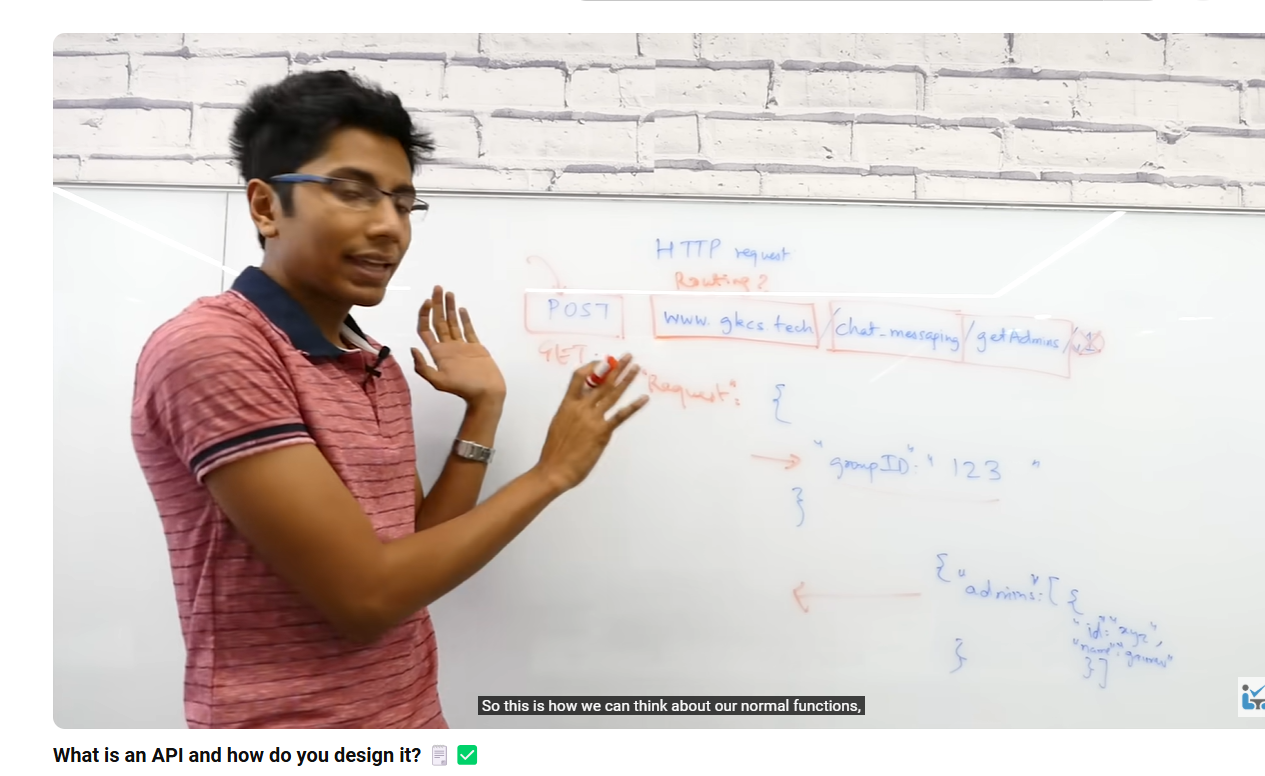 HTTP request
Routing?
POST www.gkcs.tech/chat_messaging/getAdmins/v1
GET:
"Request": {
"groupID": "123"
}
{"admins":[{
"id":"xyz",
"name":
}]
}
So this is how we can think about our normal functions,
What is an API and how do you design it?